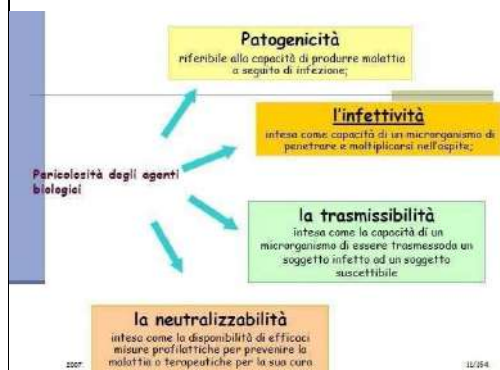 Patogenicità
riferibile alla capacità di produrre malattia
a seguito di infezione;
l'infettività
intesa come capacità di un microrganismo di
penetrare e moltiplicarsi nell'ospite;
Pericolosità degli agenti
biologici
la trasmissibilità
intesa come la capacità di un
microrganismo di essere trasmessoda un
soggetto infetto ad un soggetto
suscettibile
la neutralizzabilità
intesa come la disponibilità di efficaci
misure profilattiche per prevenire la
malattia o terapeutiche per la sua cura
2007
11/154